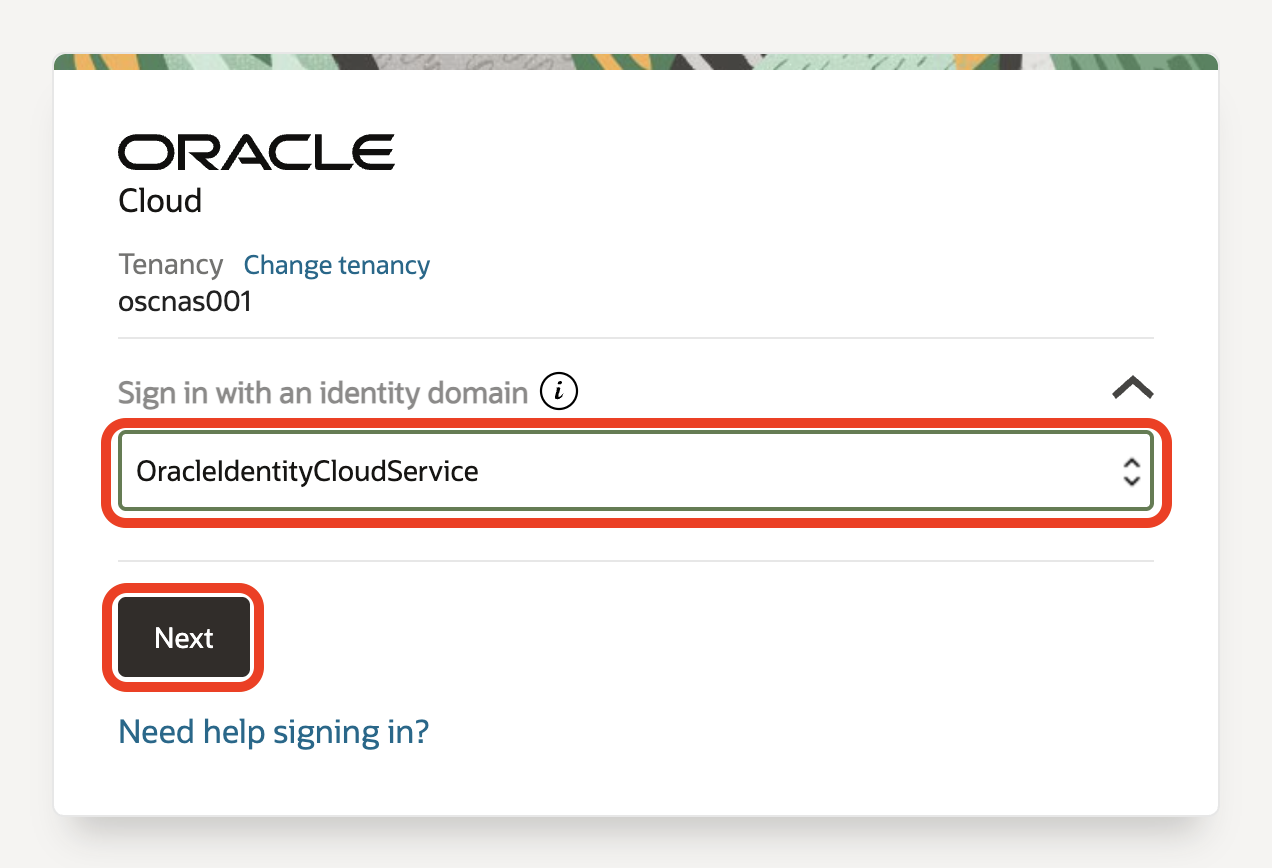 ORACLE
Cloud
Tenancy Change tenancy
oscnas001
Sign in with an identity domain i
OracleIdentityCloudService
Next
Need help signing in?